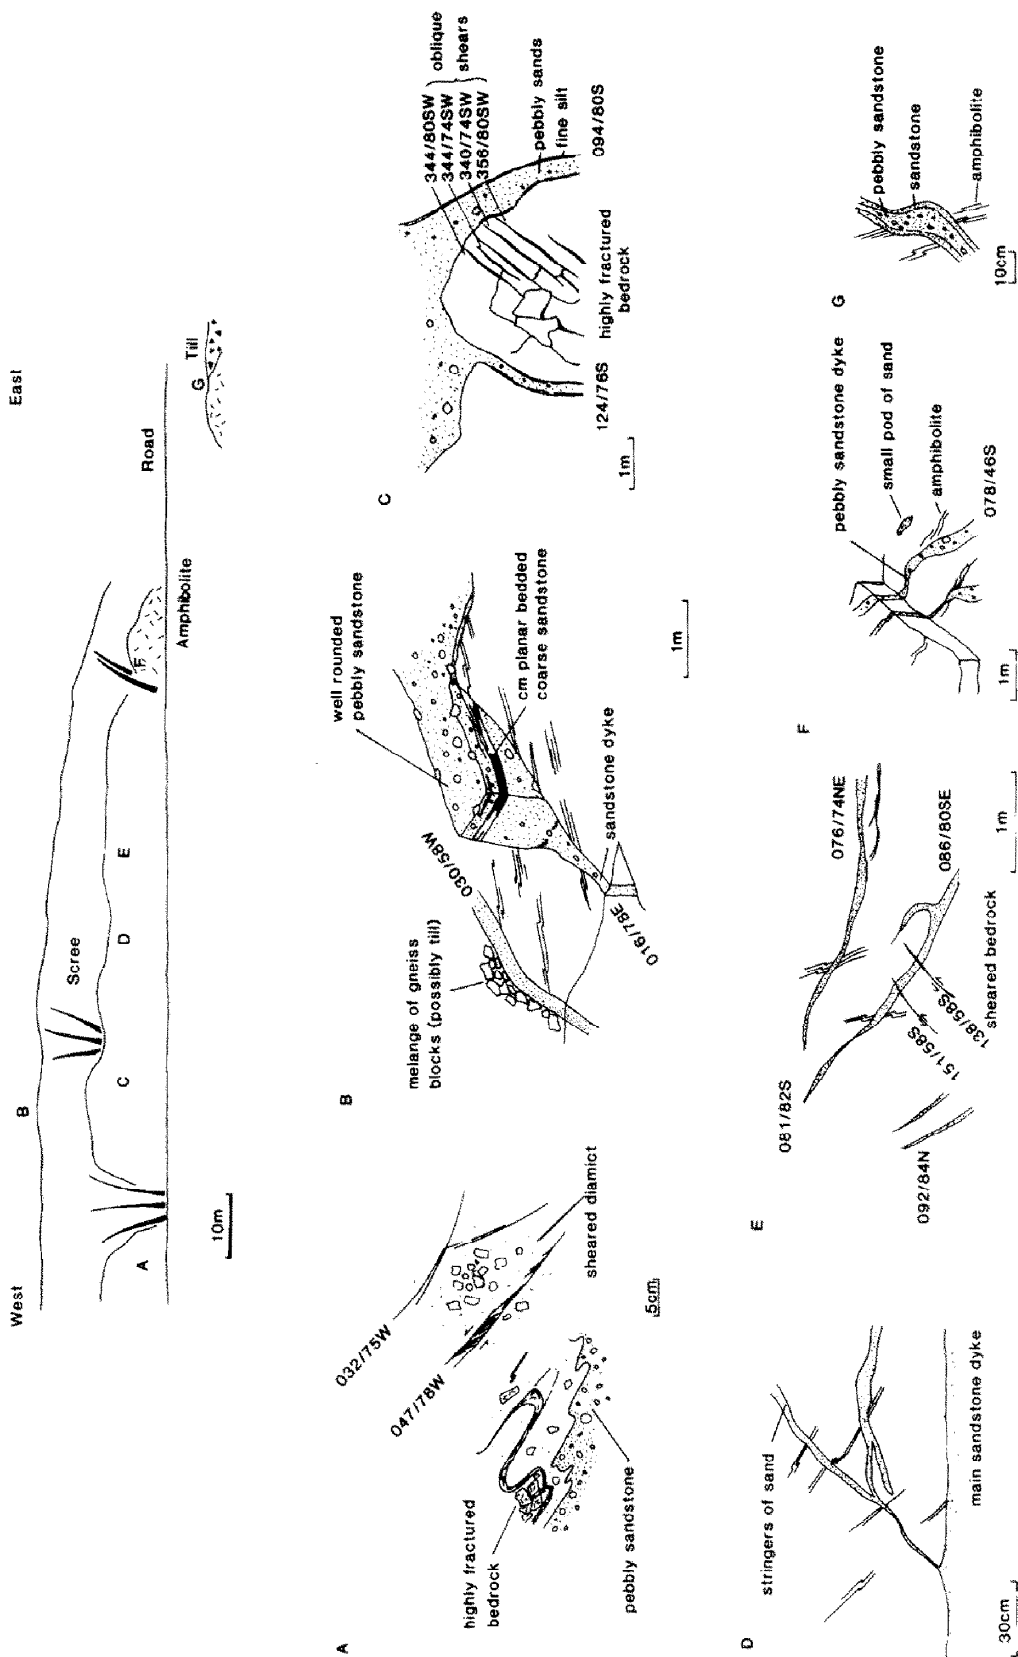 West
East
B
Scree
A
C
D
E
F
G
Till
Road
Amphibolite
10m
A
032/75W
047/78W
highly fractured
bedrock
sheared diamict
pebbly sandstone
5cm
B
melange of gneiss
blocks (possibly till)
030/58W
well rounded
pebbly sandstone
cm planar bedded
coarse sandstone
sandstone dyke
016/78E
1m
C
344/80SW
344/74SW
340/74SW
356/80SW
oblique
shears
pebbly sands
fine silt
094/80S
124/76S
highly fractured
bedrock
1m
D
stringers of sand
main sandstone dyke
30cm
E
081/82S
076/74NE
092/84N
151/58S
138/58S
086/80SE
sheared bedrock
1m
F
pebbly sandstone dyke
small pod of sand
amphibolite
078/46S
1m
G
pebbly sandstone
sandstone
amphibolite
10cm